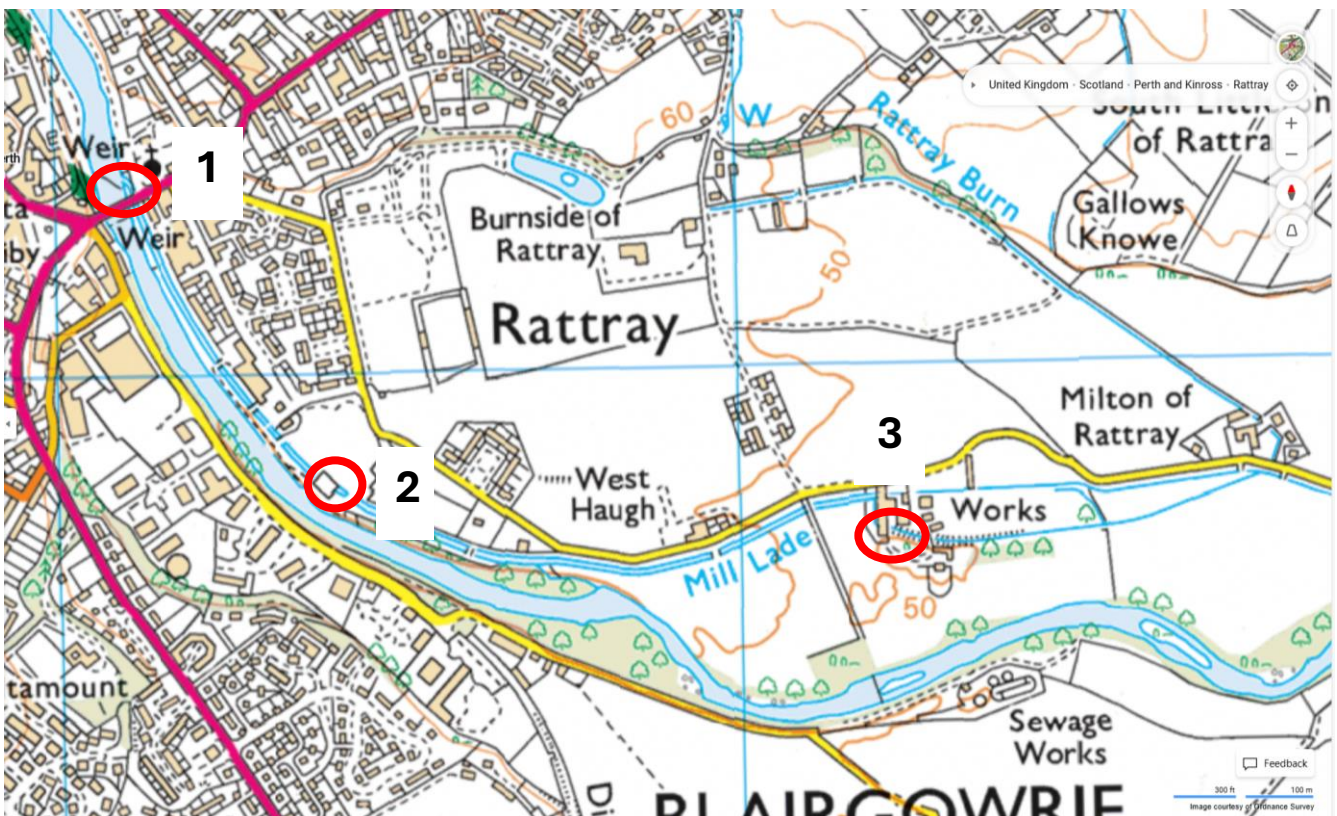 United Kingdom · Scotland · Perth and Kinross · Rattray
of Rattra
Weir
1
Weir
60
W
Rattray Burn
Gallows
Knowe
Burnside of
Rattray
50
Rattray
Milton of
Rattray
3
2
West
Haugh
Works
Mill Lade
50
tamount
Sewage
Works
BLAIRGOWRIE
Feedback
300 ft
100 m
Image courtesy of Ordnance Survey